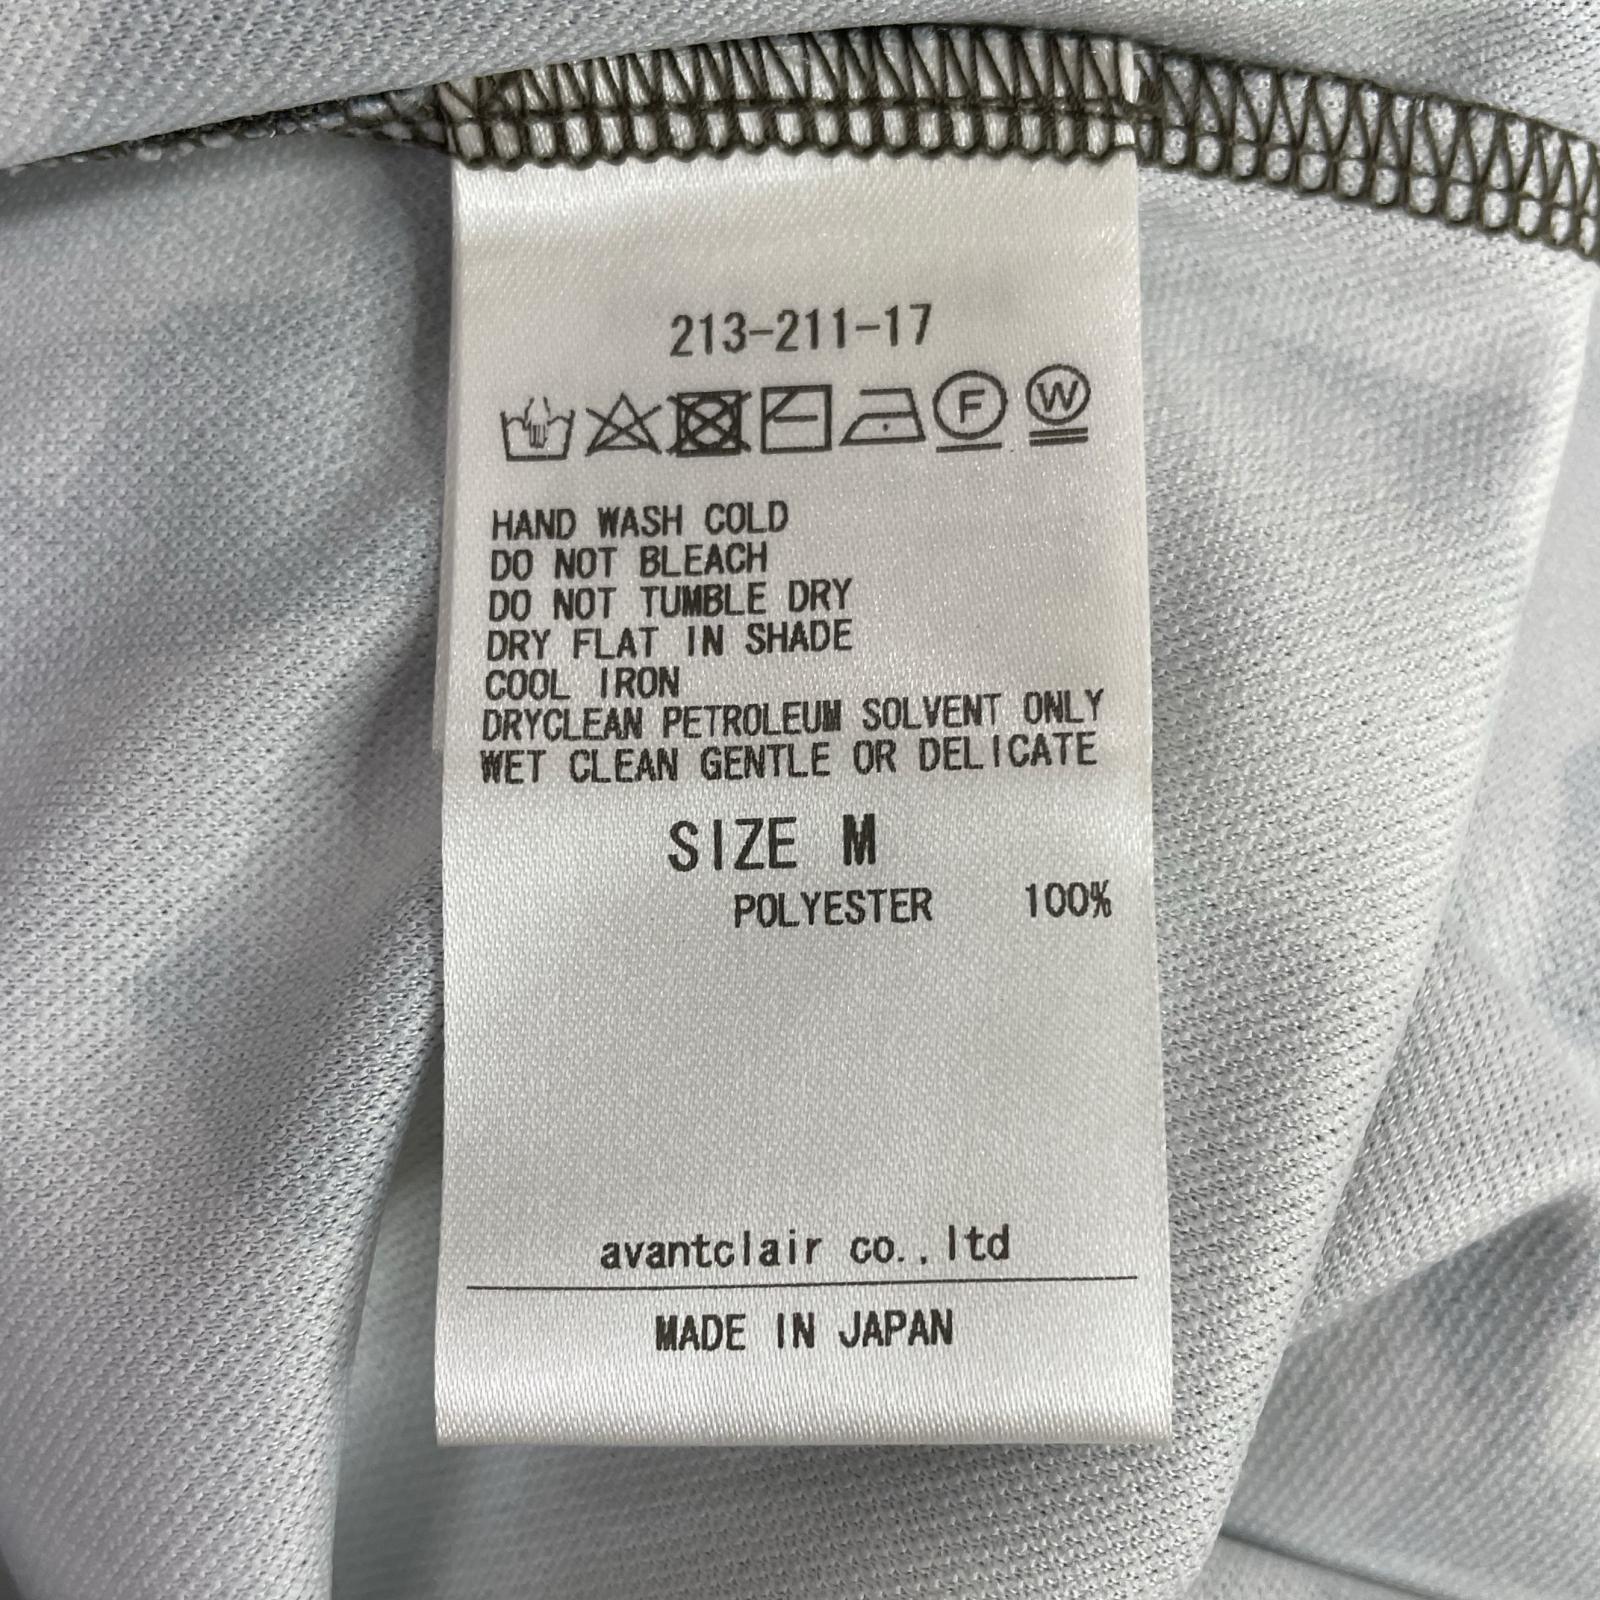 213-211-17
F W
HAND WASH COLD
DO NOT BLEACH
DO NOT TUMBLE DRY
DRY FLAT IN SHADE
COOL IRON
DRYCLEAN PETROLEUM SOLVENT ONLY
WET CLEAN GENTLE OR DELICATE
SIZE M
POLYESTER 100%
avantclair co.,ltd
MADE IN JAPAN